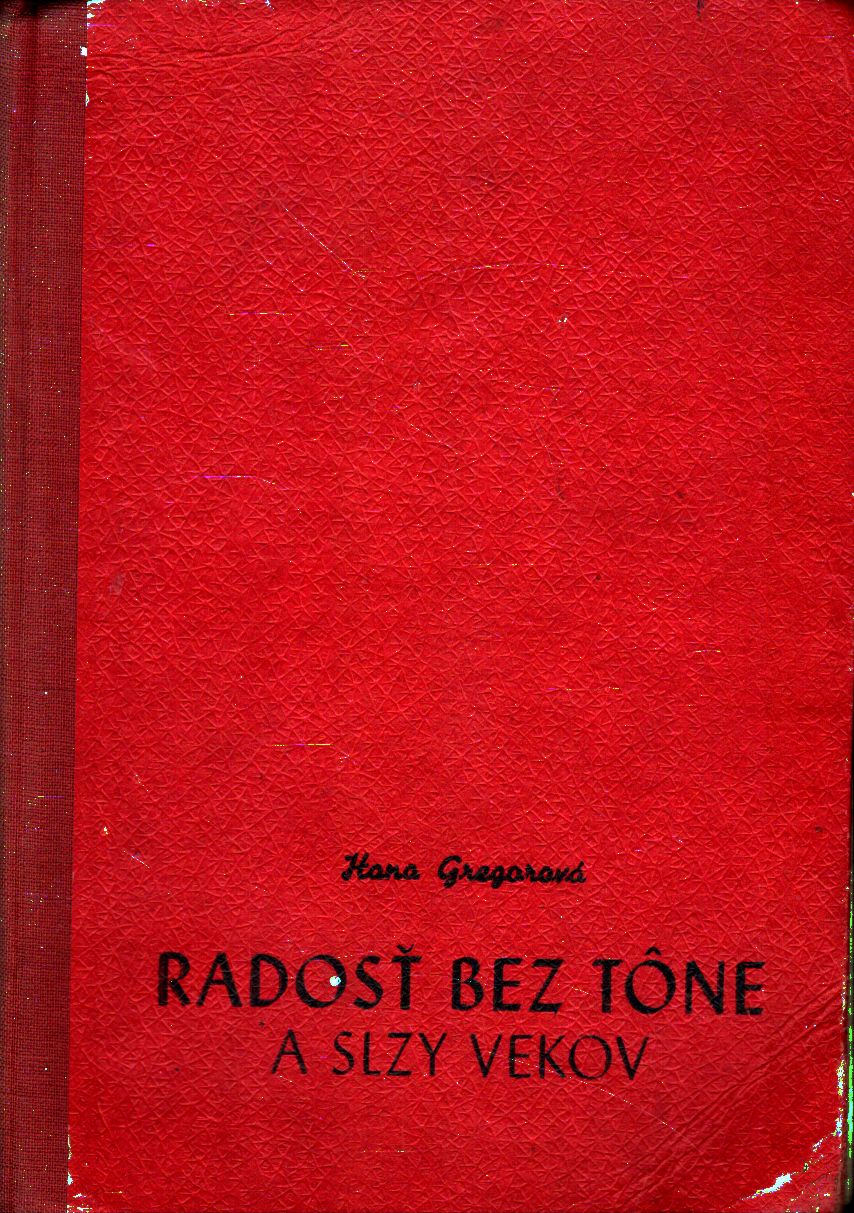 Hana Gregorová
RADOSŤ BEZ TÔNE
A SLZY VEKOV